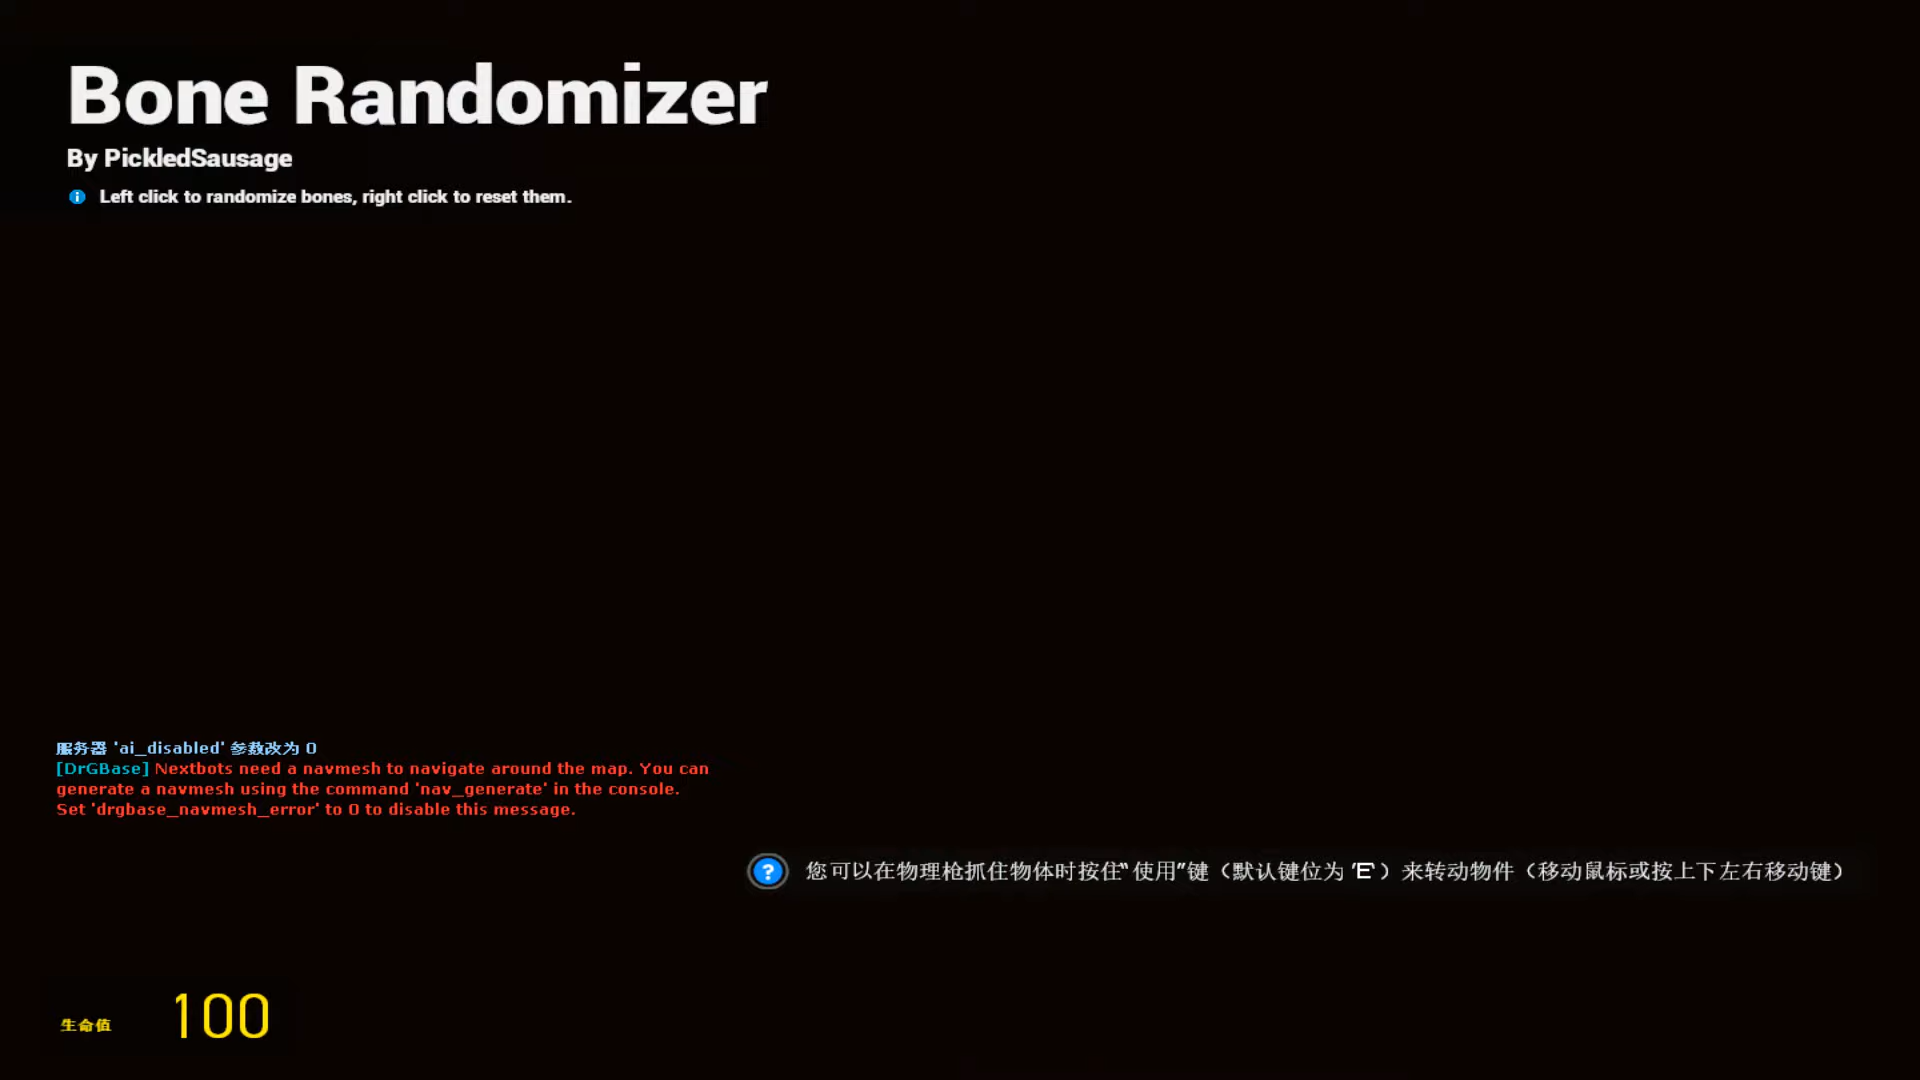 Bone Randomizer
By PickledSausage
Left click to randomize bones, right click to reset them.
服务器 'ai_disabled' 参数改为 0
[DrGBase] Nextbots need a navmesh to navigate around the map. You can
generate a navmesh using the command 'nav_generate' in the console.
Set 'drgbase_navmesh_error' to 0 to disable this message.
您可以在物理枪抓住物体时按住“使用”键（默认键位为 'E'）来转动物件（移动鼠标或按上下左右移动键）
生命值 100